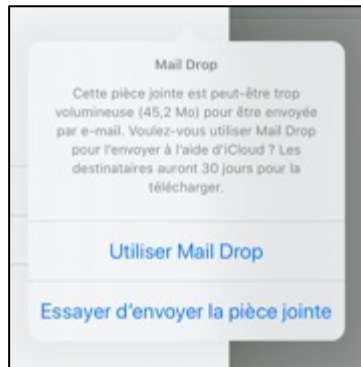 Mail Drop
Cette pièce jointe est peut-être trop
volumineuse (45,2 Mo) pour être envoyée
par e-mail. Voulez-vous utiliser Mail Drop
pour l'envoyer à l'aide d'iCloud ? Les
destinataires auront 30 jours pour la
télécharger.
Utiliser Mail Drop
Essayer d'envoyer la pièce jointe